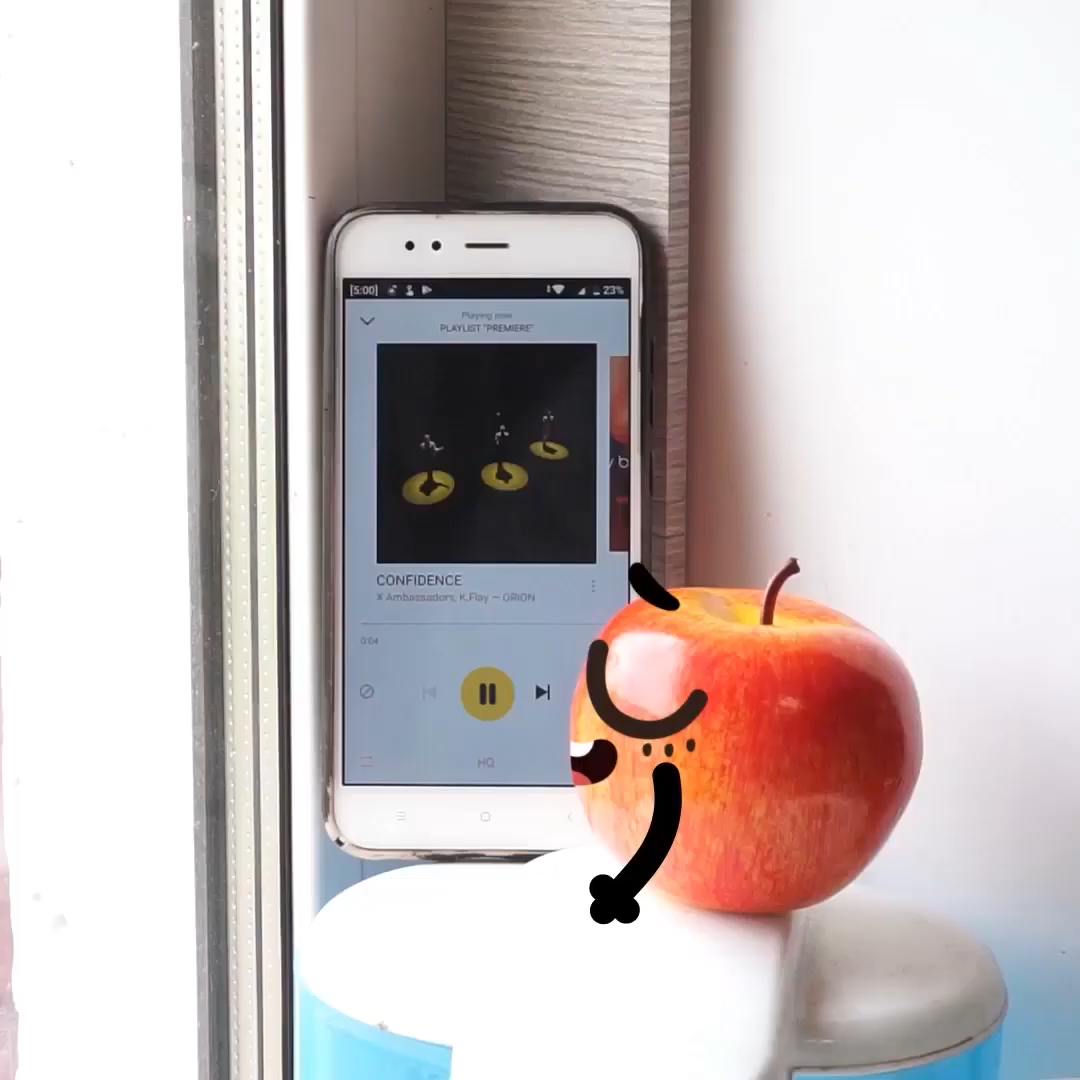 [5:00] 23%
Playing now
PLAYLIST "PREMIERE"
y b
CONFIDENCE
X Ambassadors, K.Flay — ORION
0:04
HQ